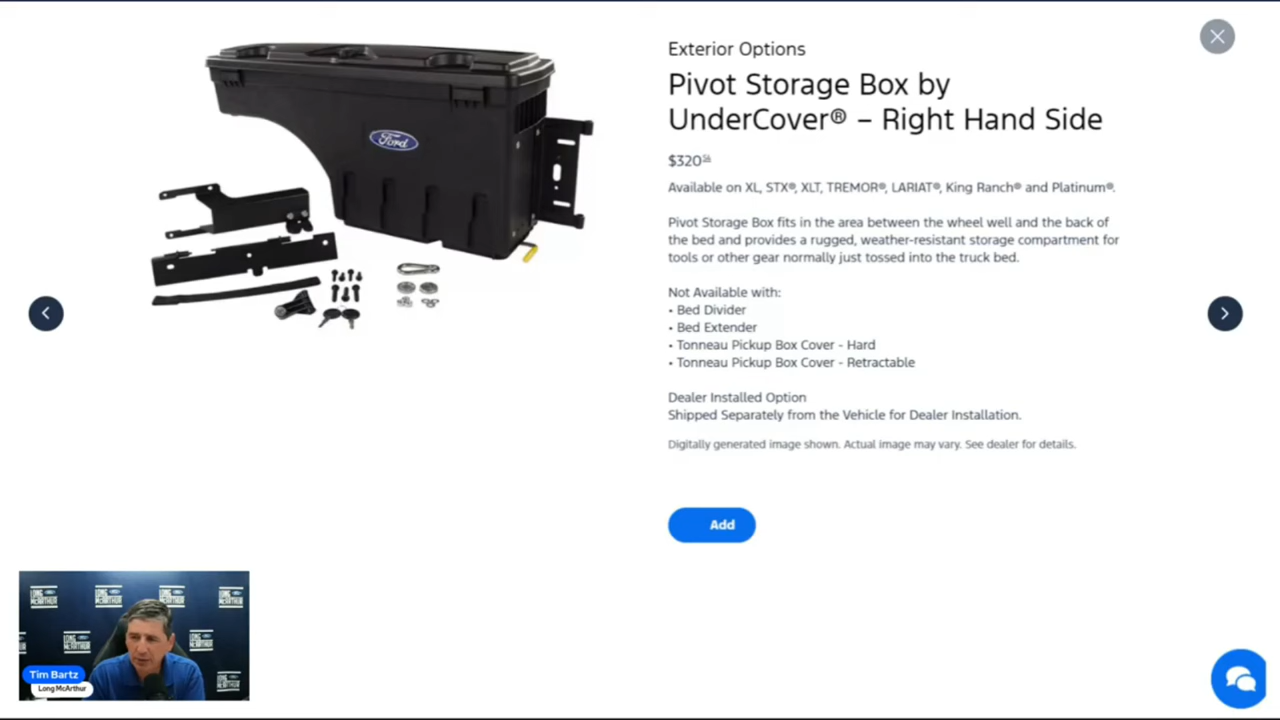 Exterior Options
Pivot Storage Box by
UnderCover® – Right Hand Side
$320⁵⁶
Available on XL, STX®, XLT, TREMOR®, LARIAT®, King Ranch® and Platinum®.
Pivot Storage Box fits in the area between the wheel well and the back of
the bed and provides a rugged, weather-resistant storage compartment for
tools or other gear normally just tossed into the truck bed.
Not Available with:
• Bed Divider
• Bed Extender
• Tonneau Pickup Box Cover - Hard
• Tonneau Pickup Box Cover - Retractable
Dealer Installed Option
Shipped Separately from the Vehicle for Dealer Installation.
Digitally generated image shown. Actual image may vary. See dealer for details.
Add
Ford
LONG
McARTHUR
Tim Bartz
Long McArthur